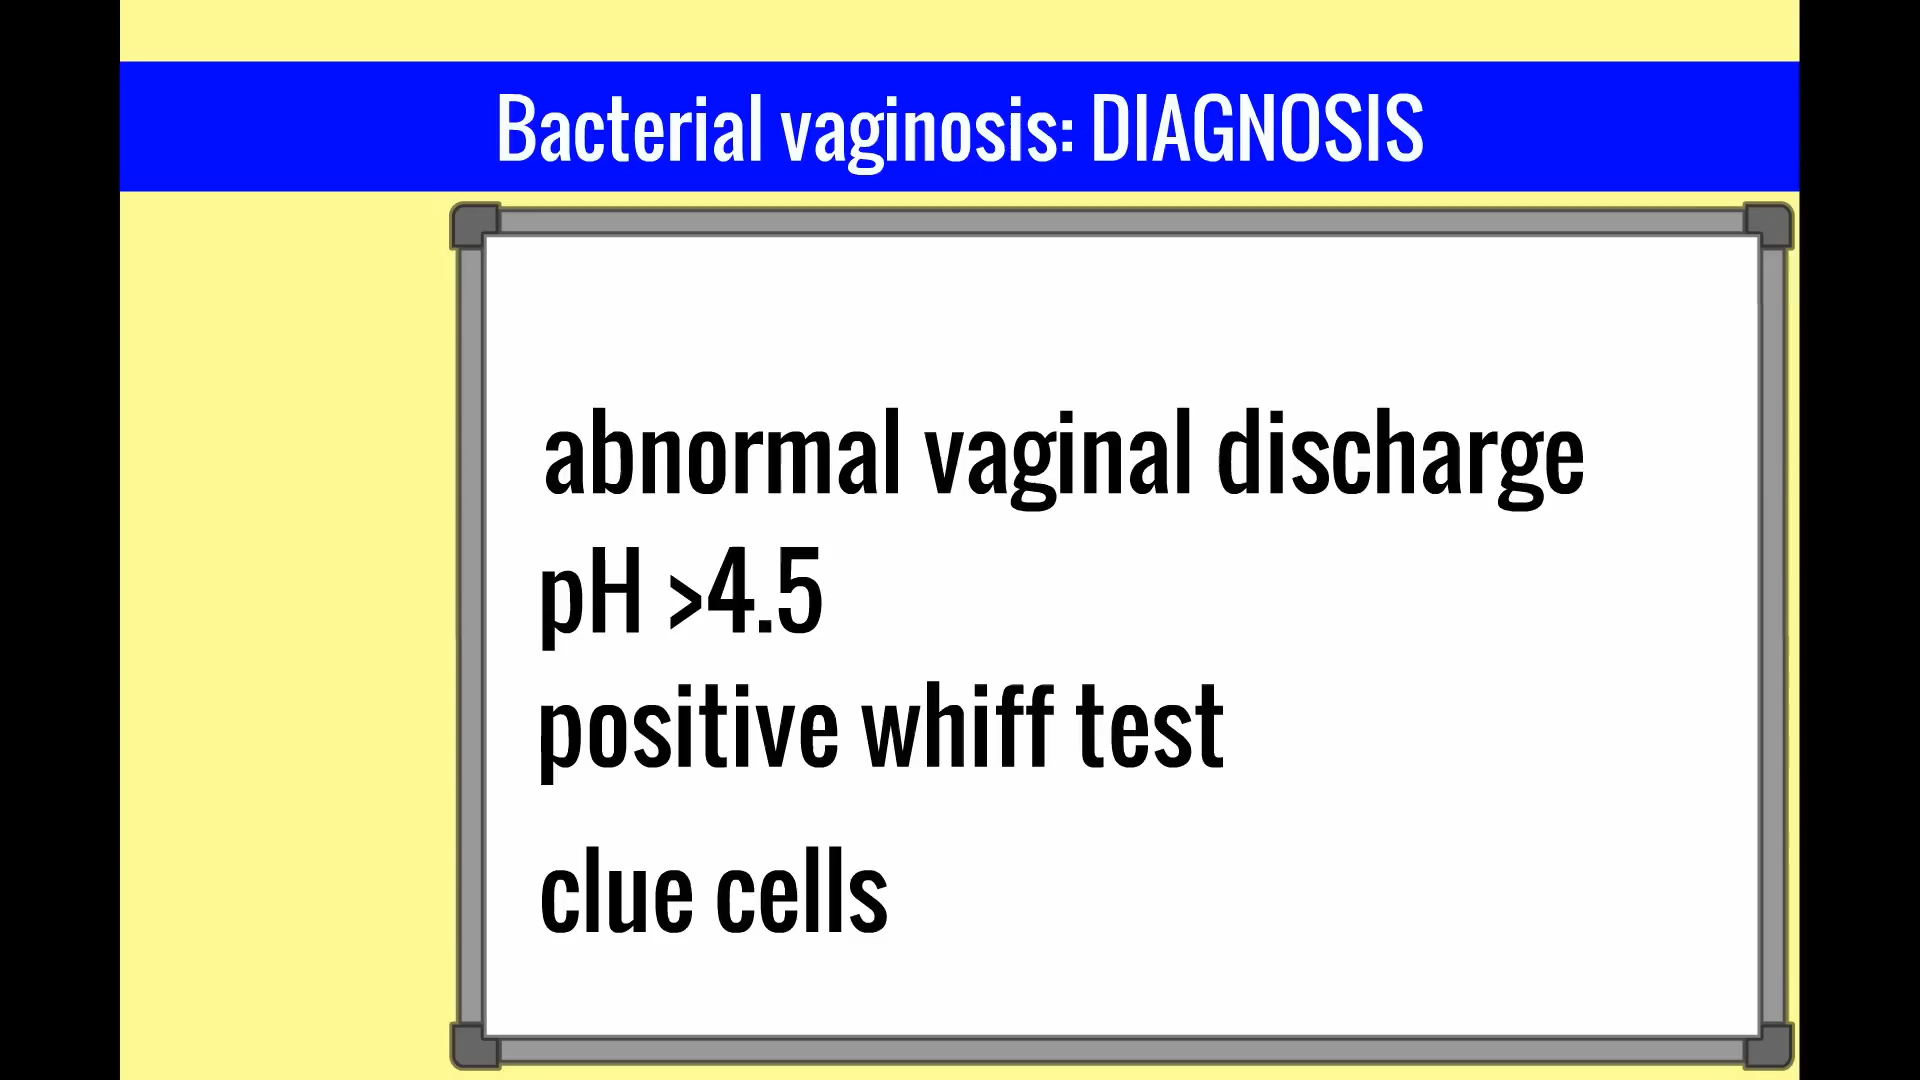 Bacterial vaginosis: DIAGNOSIS
abnormal vaginal discharge
pH >4.5
positive whiff test
clue cells